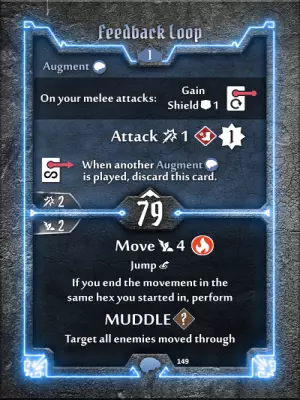 Feedback Loop
1
Augment
On your melee attacks:
Gain
Shield 1
Attack 1
1
When another Augment
is played, discard this card.
2
79
2
Move 4
Jump
If you end the movement in the
same hex you started in, perform
MUDDLE
Target all enemies moved through
149